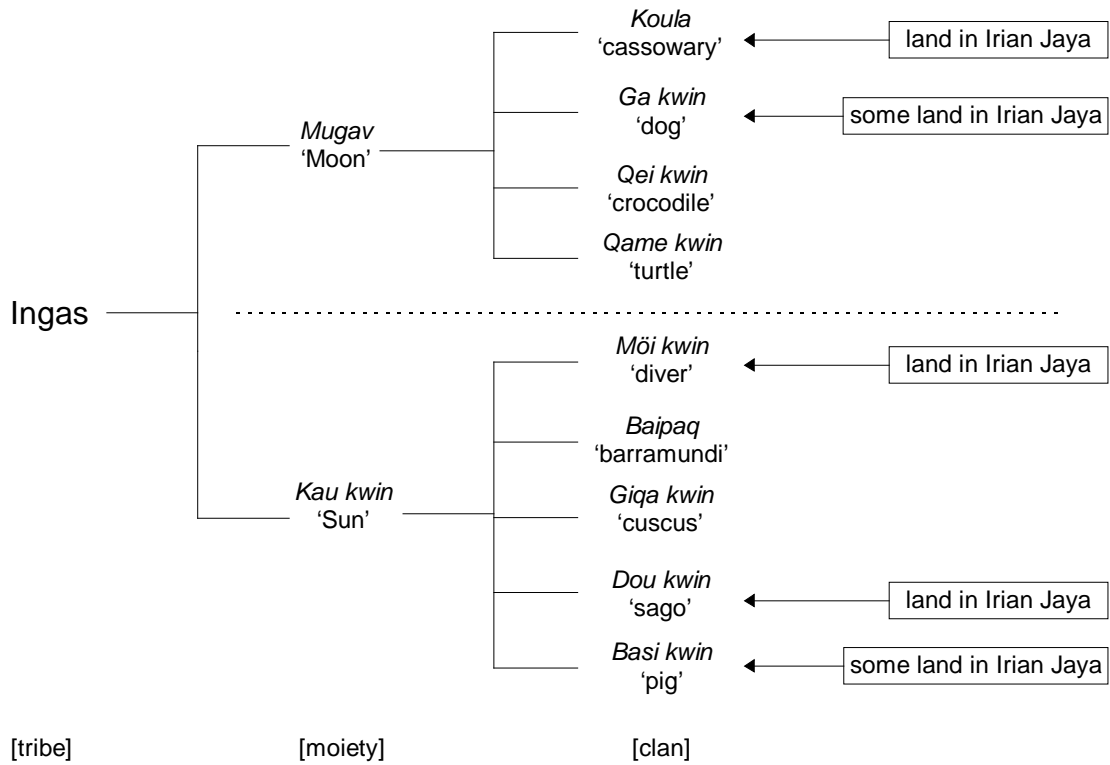 Koula
‘cassowary’
land in Irian Jaya
Ga kwin
‘dog’
some land in Irian Jaya
Mugav
‘Moon’
Qei kwin
‘crocodile’
Qame kwin
‘turtle’
Ingas
Möi kwin
‘diver’
land in Irian Jaya
Baipaq
‘barramundi’
Kau kwin
‘Sun’
Giqa kwin
‘cuscus’
Dou kwin
‘sago’
land in Irian Jaya
Basi kwin
‘pig’
some land in Irian Jaya
[tribe] [moiety] [clan]